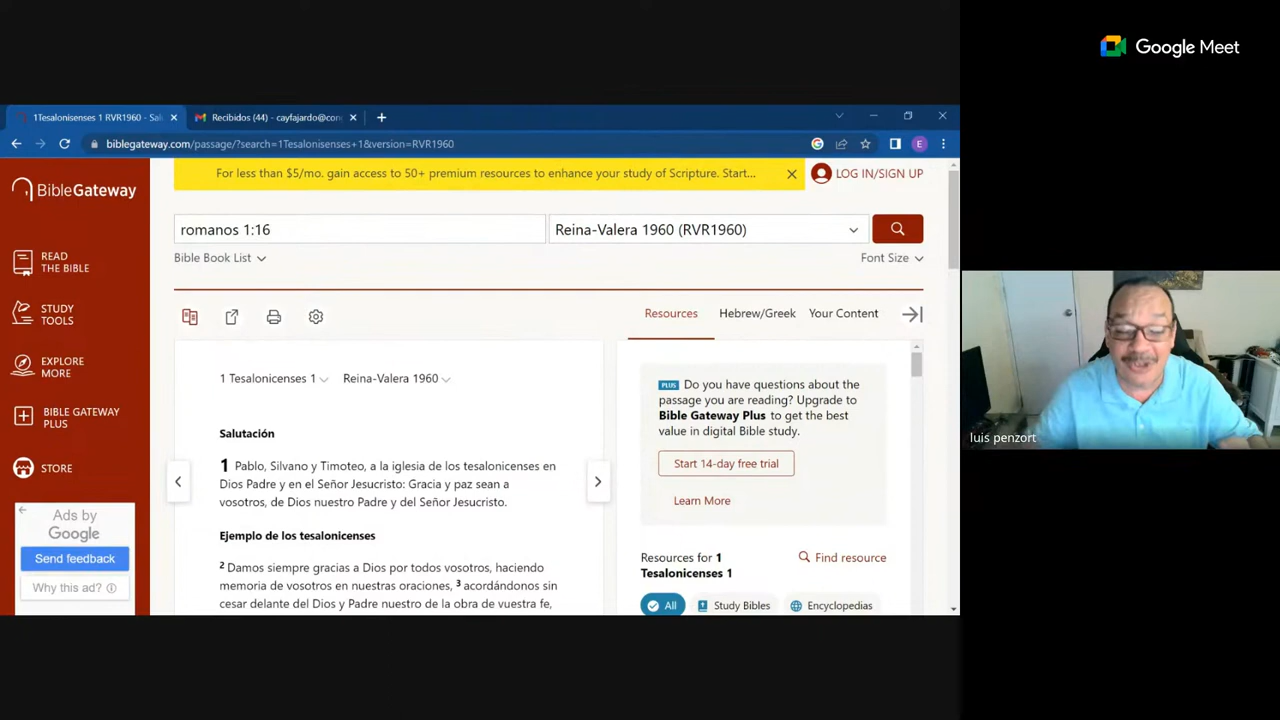 Google Meet
1Tesalonisenses 1 RVR1960 - Sal
Recibidos (44) - cayfajardo@con
biblegateway.com/passage/?search=1Tesalonisenses+1&version=RVR1960
E
BibleGateway
For less than $5/mo. gain access to 50+ premium resources to enhance your study of Scripture. Start...
LOG IN/SIGN UP
romanos 1:16
Reina-Valera 1960 (RVR1960)
Bible Book List
Font Size
READ
THE BIBLE
STUDY
TOOLS
EXPLORE
MORE
BIBLE GATEWAY
PLUS
STORE
Ads by
Google
Send feedback
Why this ad?
Resources
Hebrew/Greek
Your Content
1 Tesalonicenses 1
Reina-Valera 1960
Salutación
1 Pablo, Silvano y Timoteo, a la iglesia de los tesalonicenses en
Dios Padre y en el Señor Jesucristo: Gracia y paz sean a
vosotros, de Dios nuestro Padre y del Señor Jesucristo.
Ejemplo de los tesalonicenses
2 Damos siempre gracias a Dios por todos vosotros, haciendo
memoria de vosotros en nuestras oraciones, 3 acordándonos sin
cesar delante del Dios y Padre nuestro de la obra de vuestra fe,
PLUS Do you have questions about the
passage you are reading? Upgrade to
Bible Gateway Plus to get the best
value in digital Bible study.
Start 14-day free trial
Learn More
Resources for 1
Tesalonicenses 1
Find resource
All
Study Bibles
Encyclopedias
luis penzort